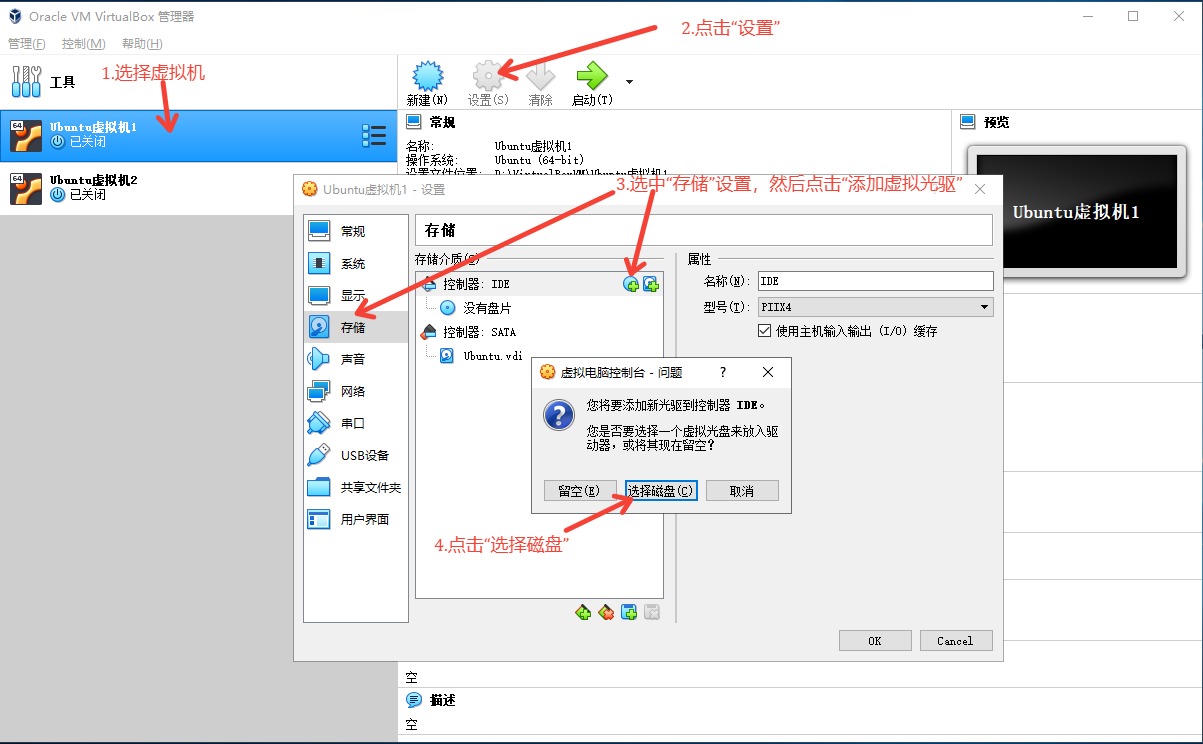 Oracle VM VirtualBox 管理器
管理(F) 控制(M) 帮助(H)
2.点击“设置”
1.选择虚拟机
工具
新建(N) 设置(S) 清除 启动(T)
Ubuntu虚拟机1
已关闭
Ubuntu虚拟机2
已关闭
常规
名称: Ubuntu虚拟机1
操作系统: Ubuntu (64-bit)
设置文件位置: D:\VirtualBoxVM\Ubuntu虚拟机1
预览
Ubuntu虚拟机1
Ubuntu虚拟机1 - 设置
3.选中“存储”设置，然后点击“添加虚拟光驱”
常规
系统
显示
存储
声音
网络
串口
USB设备
共享文件夹
用户界面
存储
存储介质(S)
控制器: IDE
没有盘片
控制器: SATA
Ubuntu.vdi
属性
名称(N): IDE
型号(T): PIIX4
使用主机输入输出 (I/O) 缓存
虚拟电脑控制台 - 问题 ?
您将要添加新光驱到控制器 IDE。
您是否要选择一个虚拟光盘来放入驱
动器，或将其现在留空?
留空(E) 选择磁盘(C) 取消
4.点击“选择磁盘”
OK Cancel
空
描述
空
64
64